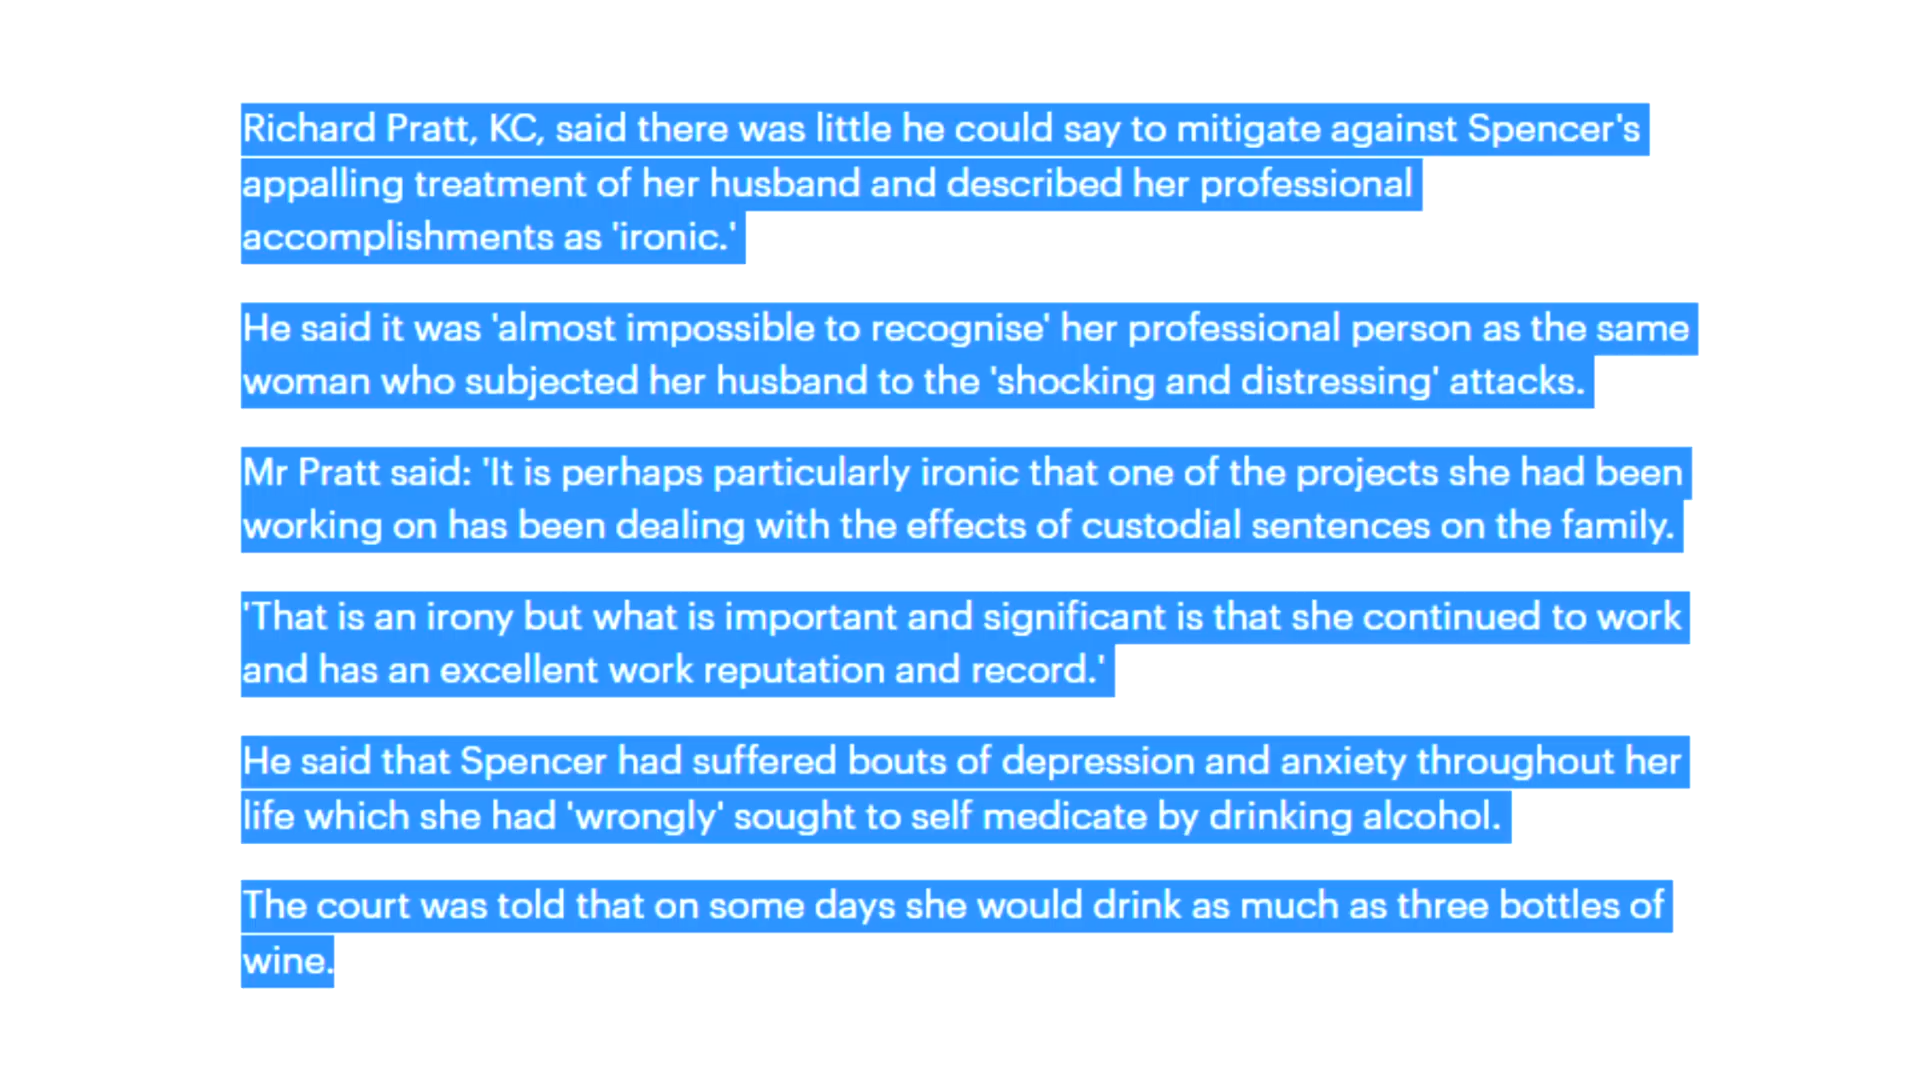 Richard Pratt, KC, said there was little he could say to mitigate against Spencer's
appalling treatment of her husband and described her professional
accomplishments as 'ironic.'
He said it was 'almost impossible to recognise' her professional person as the same
woman who subjected her husband to the 'shocking and distressing' attacks.
Mr Pratt said: 'It is perhaps particularly ironic that one of the projects she had been
working on has been dealing with the effects of custodial sentences on the family.
'That is an irony but what is important and significant is that she continued to work
and has an excellent work reputation and record.'
He said that Spencer had suffered bouts of depression and anxiety throughout her
life which she had 'wrongly' sought to self medicate by drinking alcohol.
The court was told that on some days she would drink as much as three bottles of
wine.